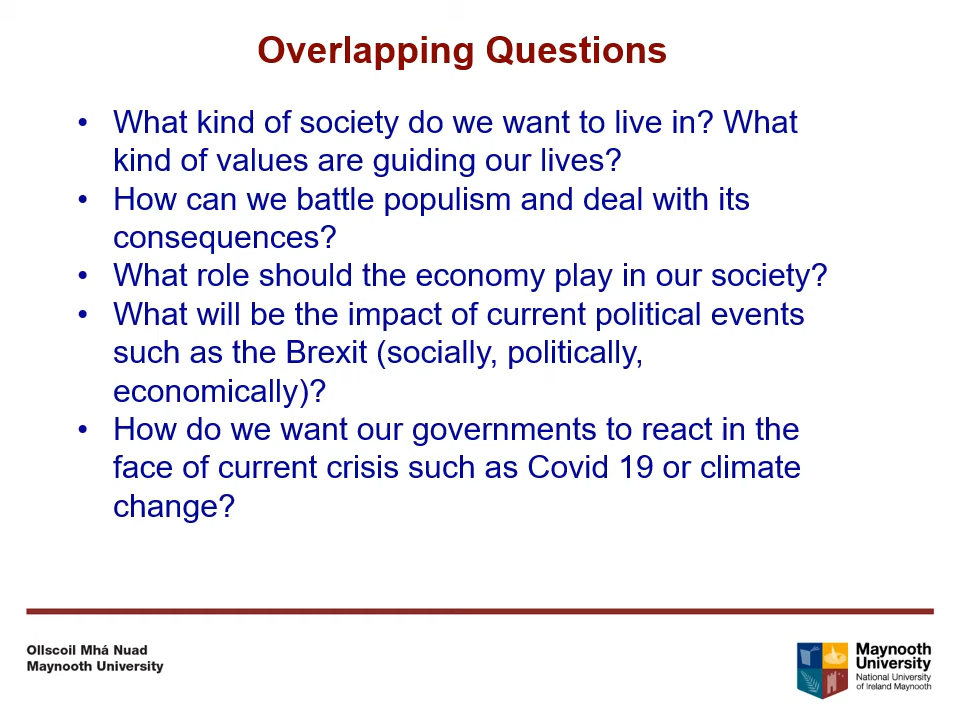 Overlapping Questions
• What kind of society do we want to live in? What
kind of values are guiding our lives?
• How can we battle populism and deal with its
consequences?
• What role should the economy play in our society?
• What will be the impact of current political events
such as the Brexit (socially, politically,
economically)?
• How do we want our governments to react in the
face of current crisis such as Covid 19 or climate
change?
Ollscoil Mhá Nuad
Maynooth University
Maynooth
University
National University
of Ireland Maynooth